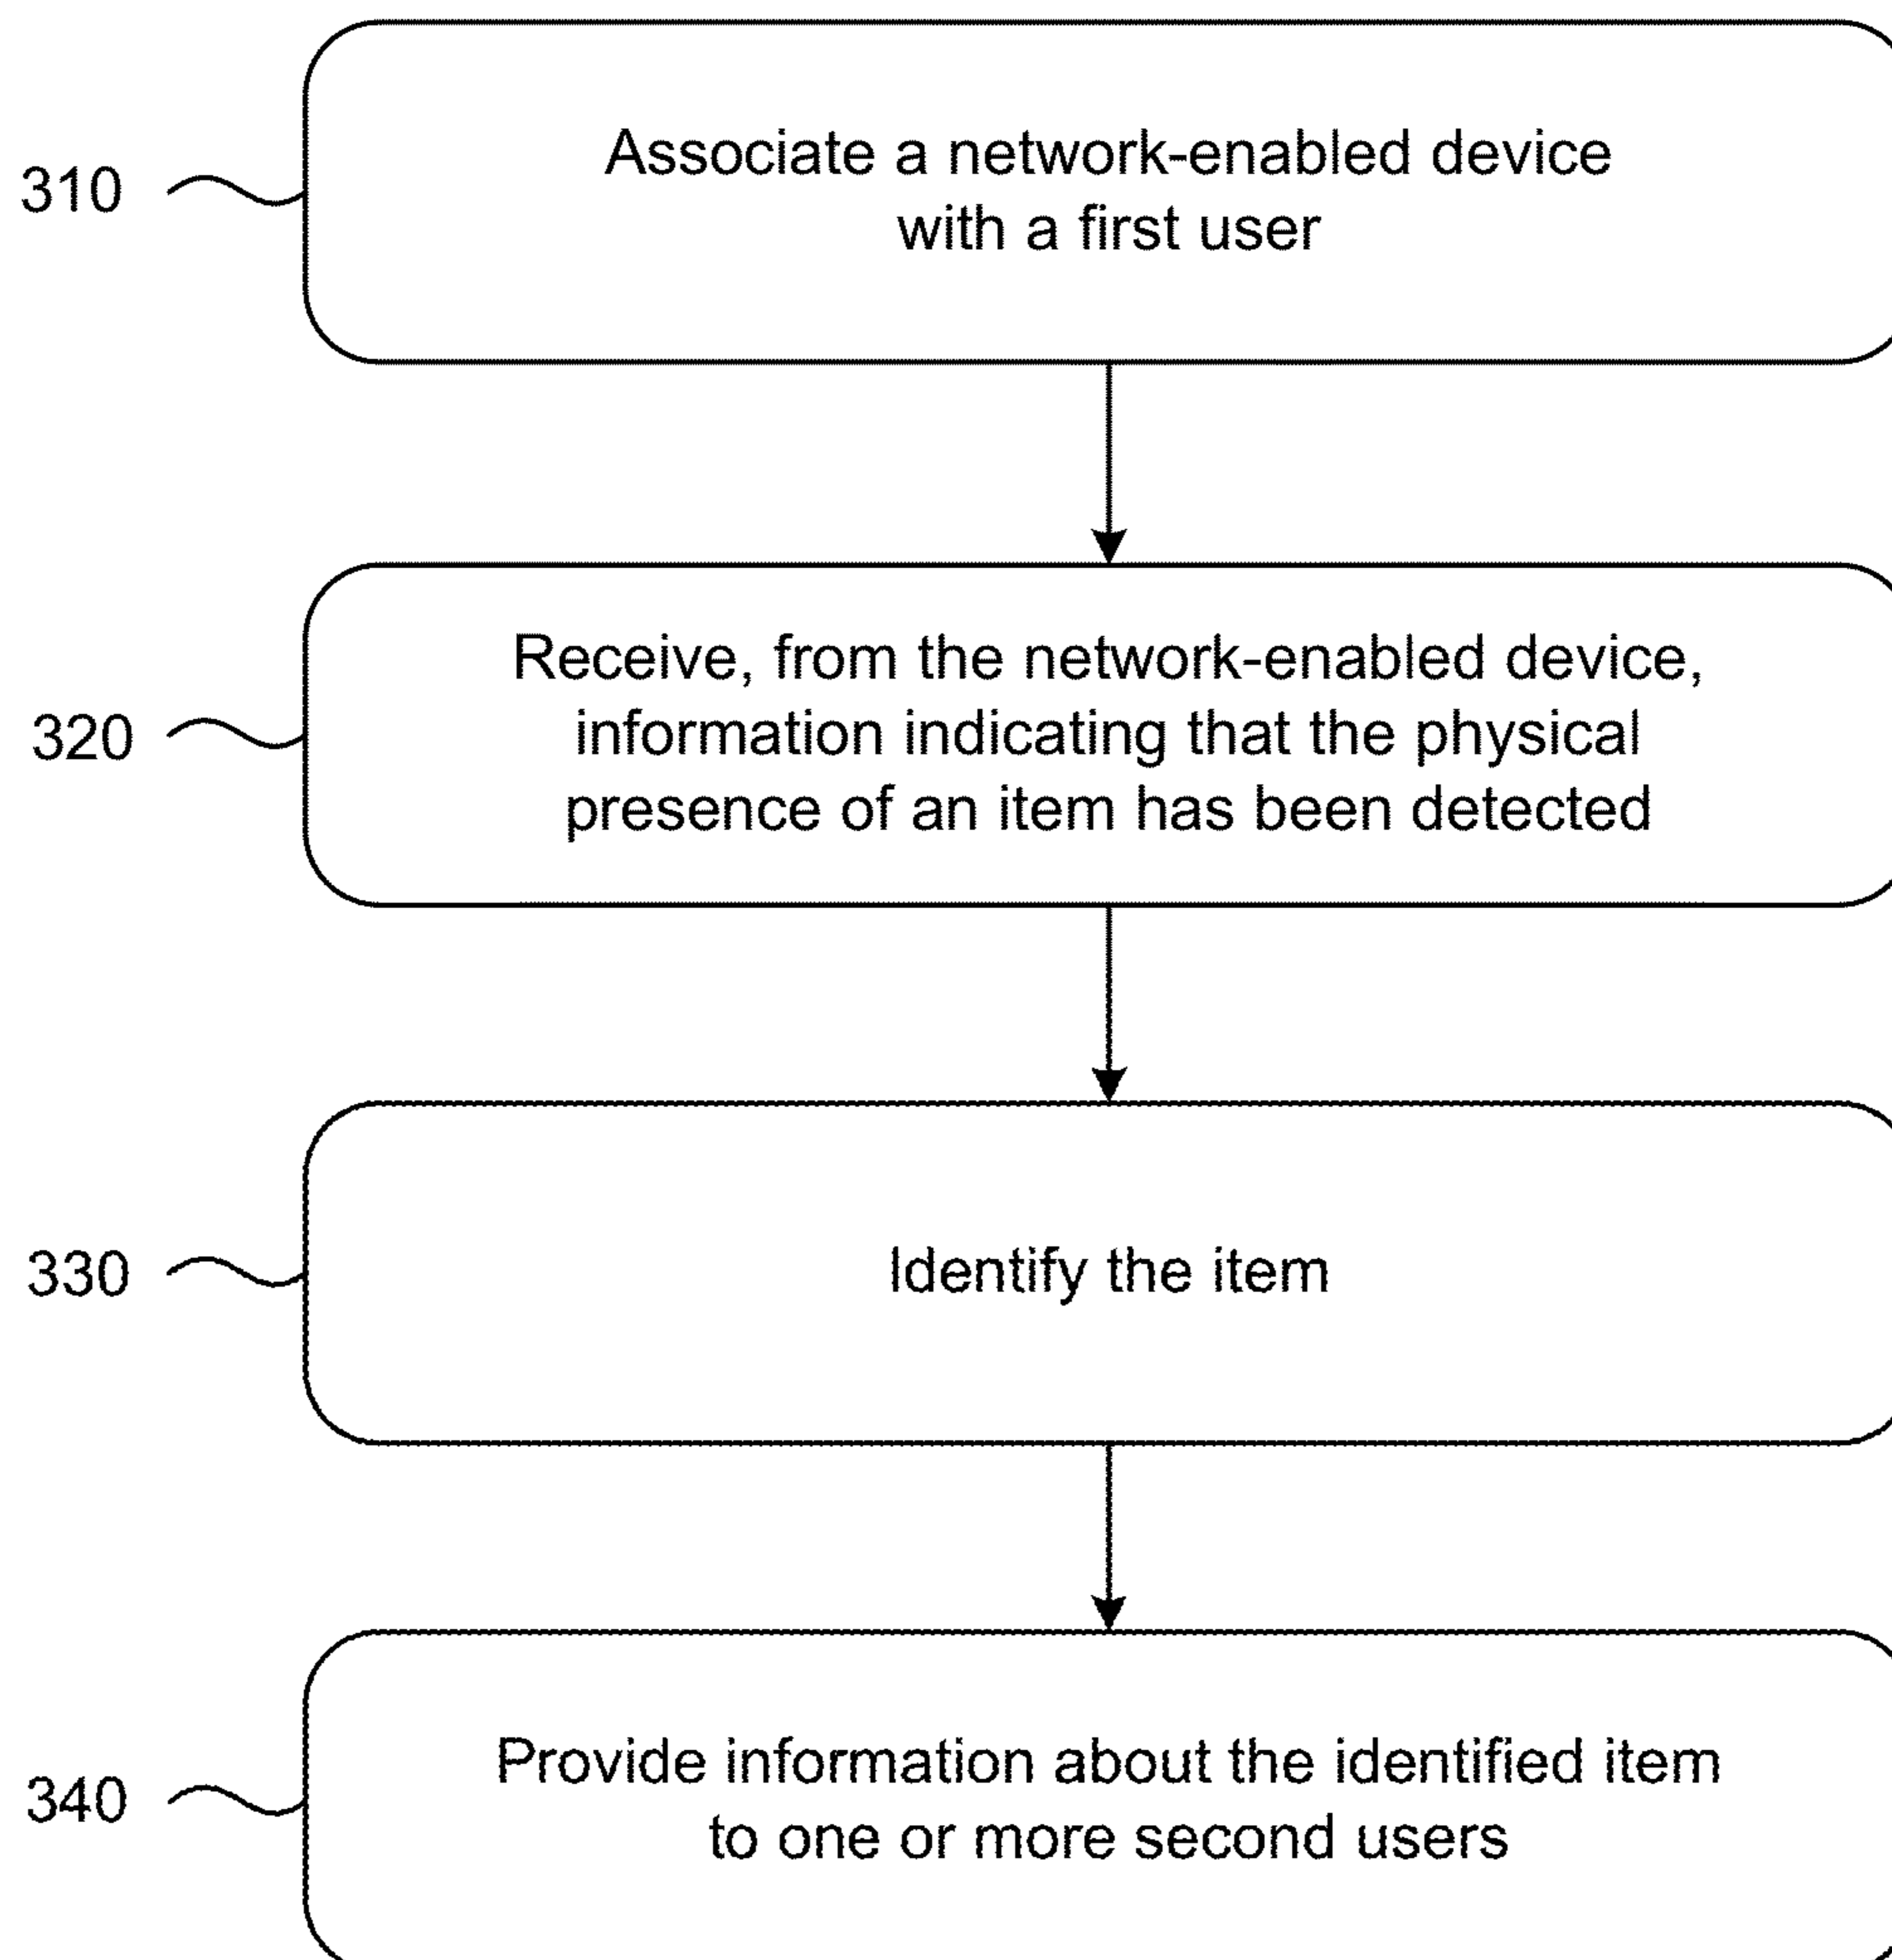 310
Associate a network-enabled device
with a first user
320
Receive, from the network-enabled device,
information indicating that the physical
presence of an item has been detected
330
Identify the item
340
Provide information about the identified item
to one or more second users